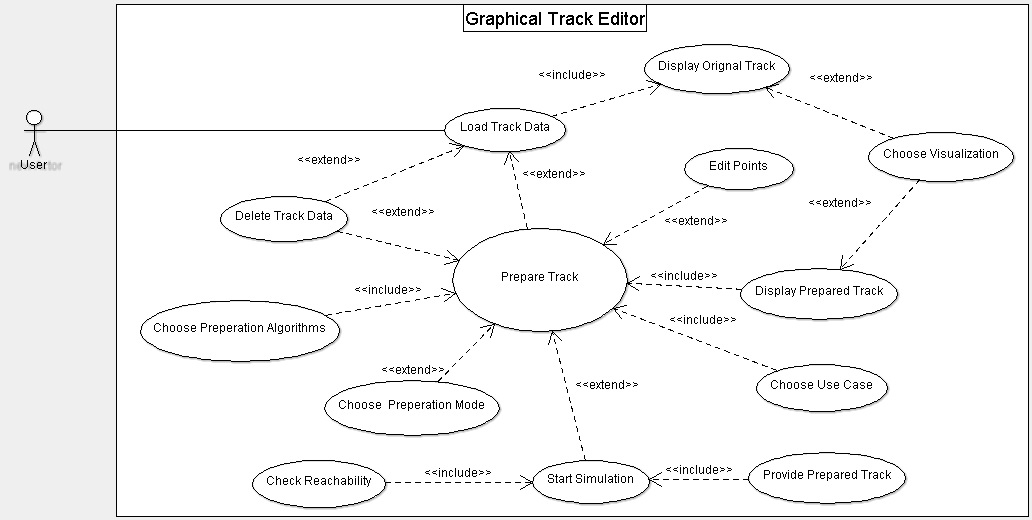 Graphical Track Editor
Display Orignal Track
<<include>>
<<extend>>
Load Track Data
User
<<extend>>
<<extend>>
Edit Points
Choose Visualization
Delete Track Data
<<extend>>
<<extend>>
<<extend>>
Prepare Track
<<include>>
Display Prepared Track
<<include>>
Choose Preperation Algorithms
<<include>>
<<extend>>
Choose Preperation Mode
<<extend>>
Choose Use Case
Check Reachability
<<include>>
Start Simulation
<<include>>
Provide Prepared Track